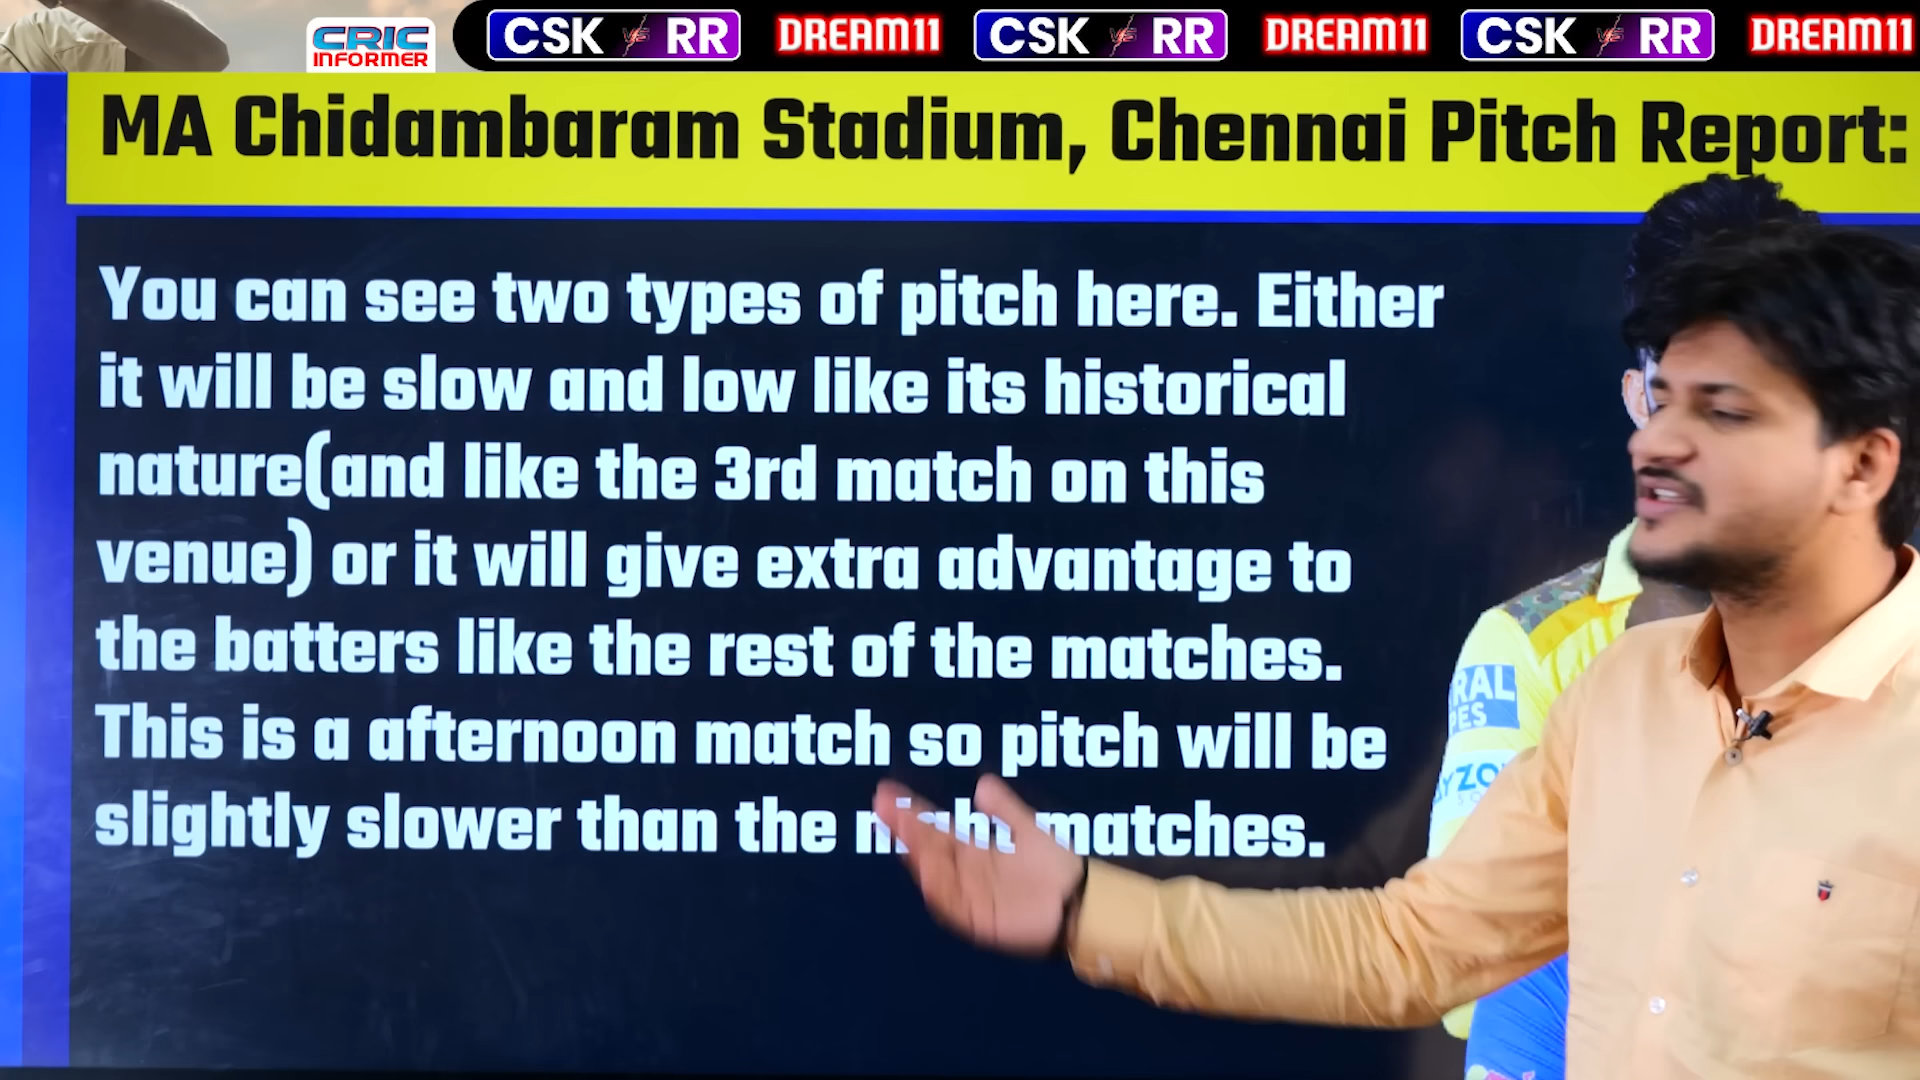 CRIC
INFORMER
CSK VS RR DREAM11 CSK VS RR DREAM11 CSK VS RR DREAM11
MA Chidambaram Stadium, Chennai Pitch Report:
You can see two types of pitch here. Either
it will be slow and low like its historical
nature(and like the 3rd match on this
venue) or it will give extra advantage to
the batters like the rest of the matches.
This is a afternoon match so pitch will be
slightly slower than the night matches.